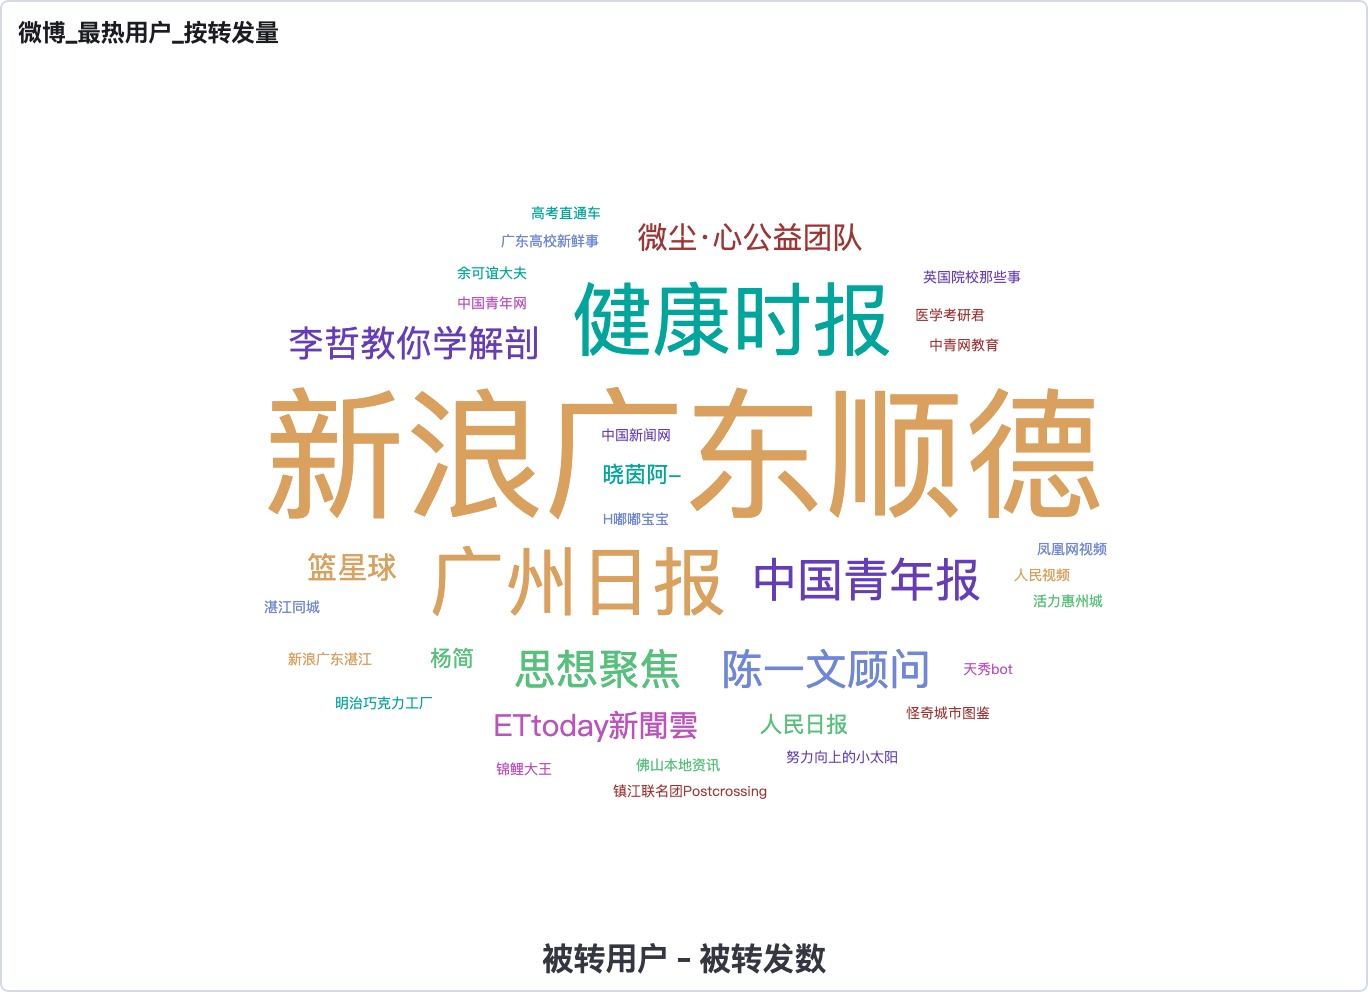 微博_最热用户_按转发量
高考直通车
微尘·心公益团队
广东高校新鲜事
余可谊大夫
英国院校那些事
中国青年网
健康时报
医学考研君
李哲教你学解剖
中青网教育
新浪广东顺德
中国新闻网
晓茵阿-
H嘟嘟宝宝
篮星球
广州日报
中国青年报
凤凰网视频
人民视频
活力惠州城
湛江同城
新浪广东湛江
杨简
思想聚焦
陈一文顾问
天秀bot
明治巧克力工厂
ETtoday新聞雲
人民日报
怪奇城市图鉴
锦鲤大王
佛山本地资讯
努力向上的小太阳
镇江联名团Postcrossing
被转用户 - 被转发数